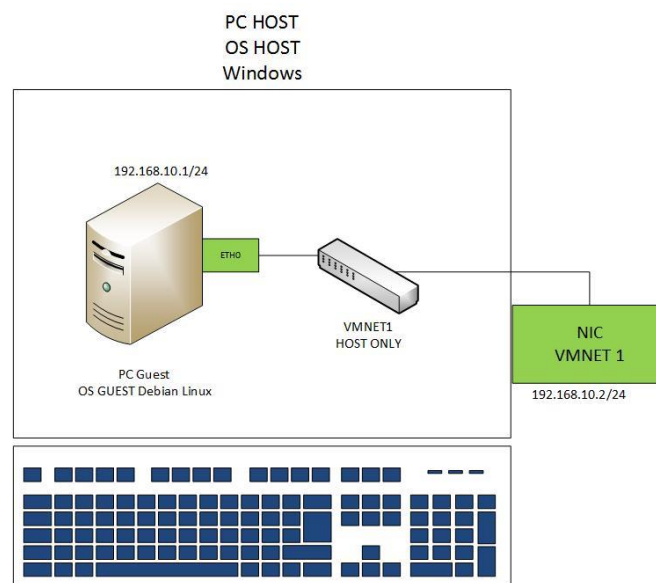 PC HOST
OS HOST
Windows
192.168.10.1/24
ETHO
VMNET1
HOST ONLY
NIC
VMNET 1
192.168.10.2/24
PC Guest
OS GUEST Debian Linux